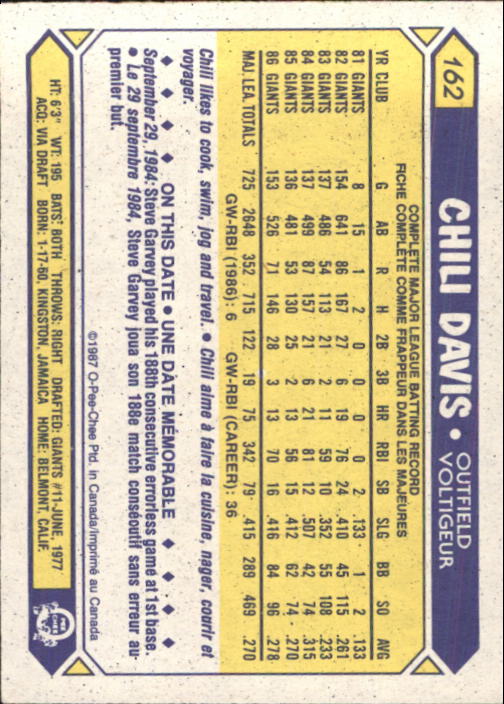 162
CHILI DAVIS • OUTFIELD
VOLTIGEUR
COMPLETE MAJOR LEAGUE BATTING RECORD
FICHE COMPLÈTE COMME FRAPPEUR DANS LES MAJEURES
YR CLUB G AB R H 2B 3B HR RBI SB SLG BB SO AVG
81 GIANTS 8 15 1 2 0 0 0 0 2 .133 1 2 .133
82 GIANTS 154 641 86 167 27 6 19 76 24 .410 45 115 .261
83 GIANTS 137 486 54 113 21 2 11 59 10 .352 55 108 .233
84 GIANTS 137 499 87 157 21 6 21 81 12 .507 42 74 .315
85 GIANTS 136 481 53 130 25 2 13 56 15 .412 62 74 .270
86 GIANTS 153 526 71 146 28 3 13 70 16 .416 84 96 .278
MAJ. LEA. TOTALS 725 2648 352 715 122 19 75 342 79 .415 289 469 .270
GW-RBI (1986): 6 GW-RBI (CAREER): 36
Chili likes to cook, swim, jog and travel. • Chili aime à faire la cuisine, nager, courir et
voyager.
◆ ◆ ◆ ◆ ON THIS DATE • UNE DATE MÉMORABLE ◆ ◆ ◆ ◆
September 29, 1984: Steve Garvey played his 188th consecutive errorless game at 1st base.
• Le 29 septembre 1984, Steve Garvey joua son 188e match consécutif sans erreur au
premier but.
©1987 O-Pee-Chee Ptd. in Canada/Imprimé au Canada
HT: 6'3" WT: 195 BATS: BOTH THROWS: RIGHT DRAFTED: GIANTS #11-JUNE, 1977
ACQ: VIA DRAFT BORN: 1-17-60, KINGSTON, JAMAICA HOME: BELMONT, CALIF.
O
PEE
CHEE